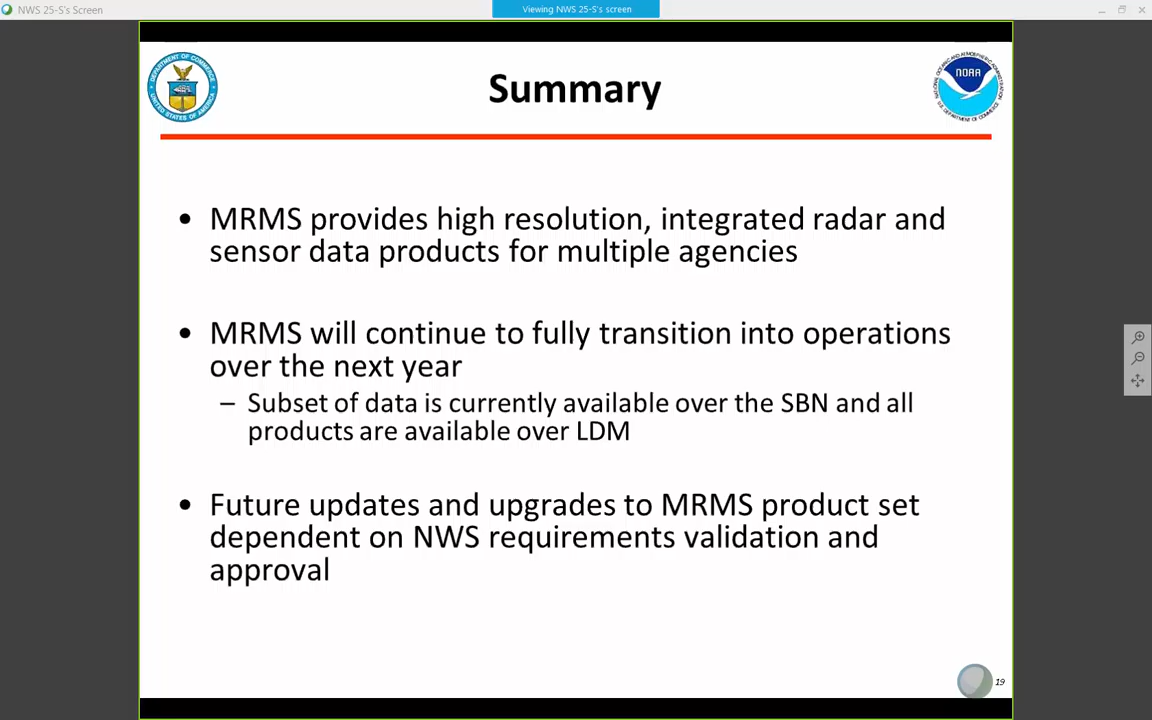 NWS 25-S's Screen
Viewing NWS 25-S's screen
Summary
NOAA
• MRMS provides high resolution, integrated radar and
sensor data products for multiple agencies
• MRMS will continue to fully transition into operations
over the next year
– Subset of data is currently available over the SBN and all
products are available over LDM
• Future updates and upgrades to MRMS product set
dependent on NWS requirements validation and
approval
19